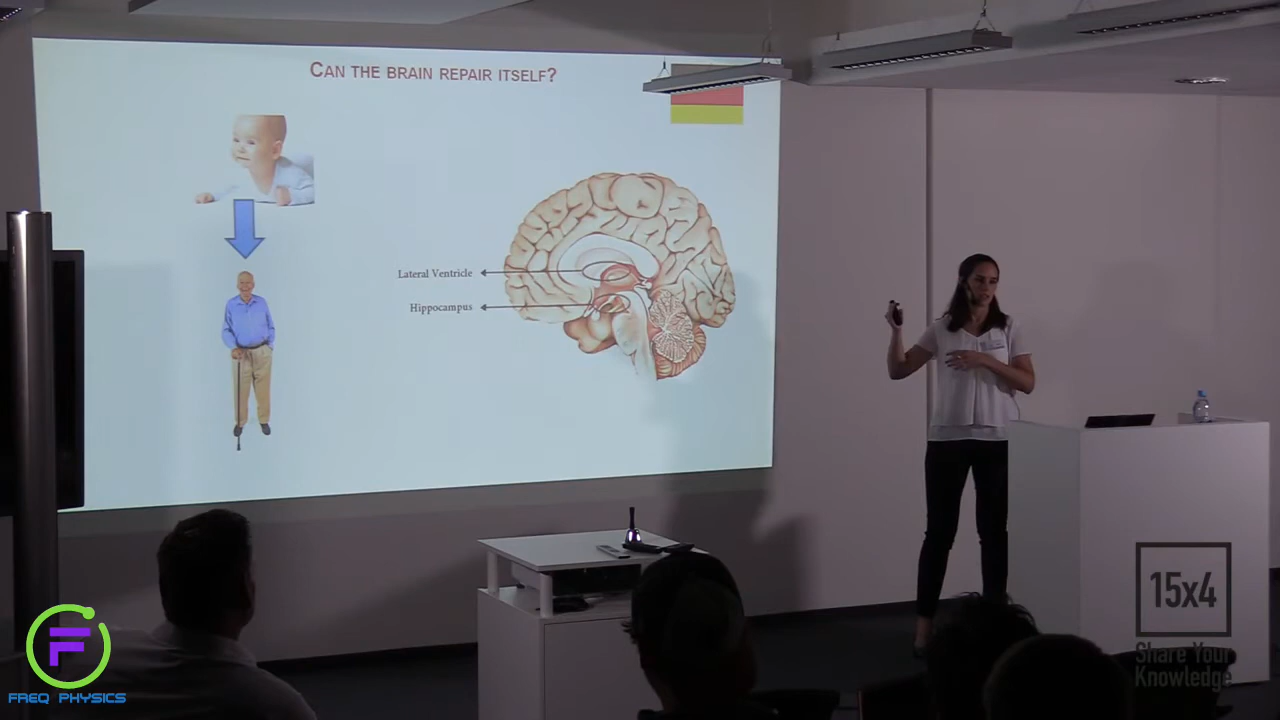 CAN THE BRAIN REPAIR ITSELF?
Lateral Ventricle
Hippocampus
15x4
Share Your
Knowledge
F
FREQ PHYSICS